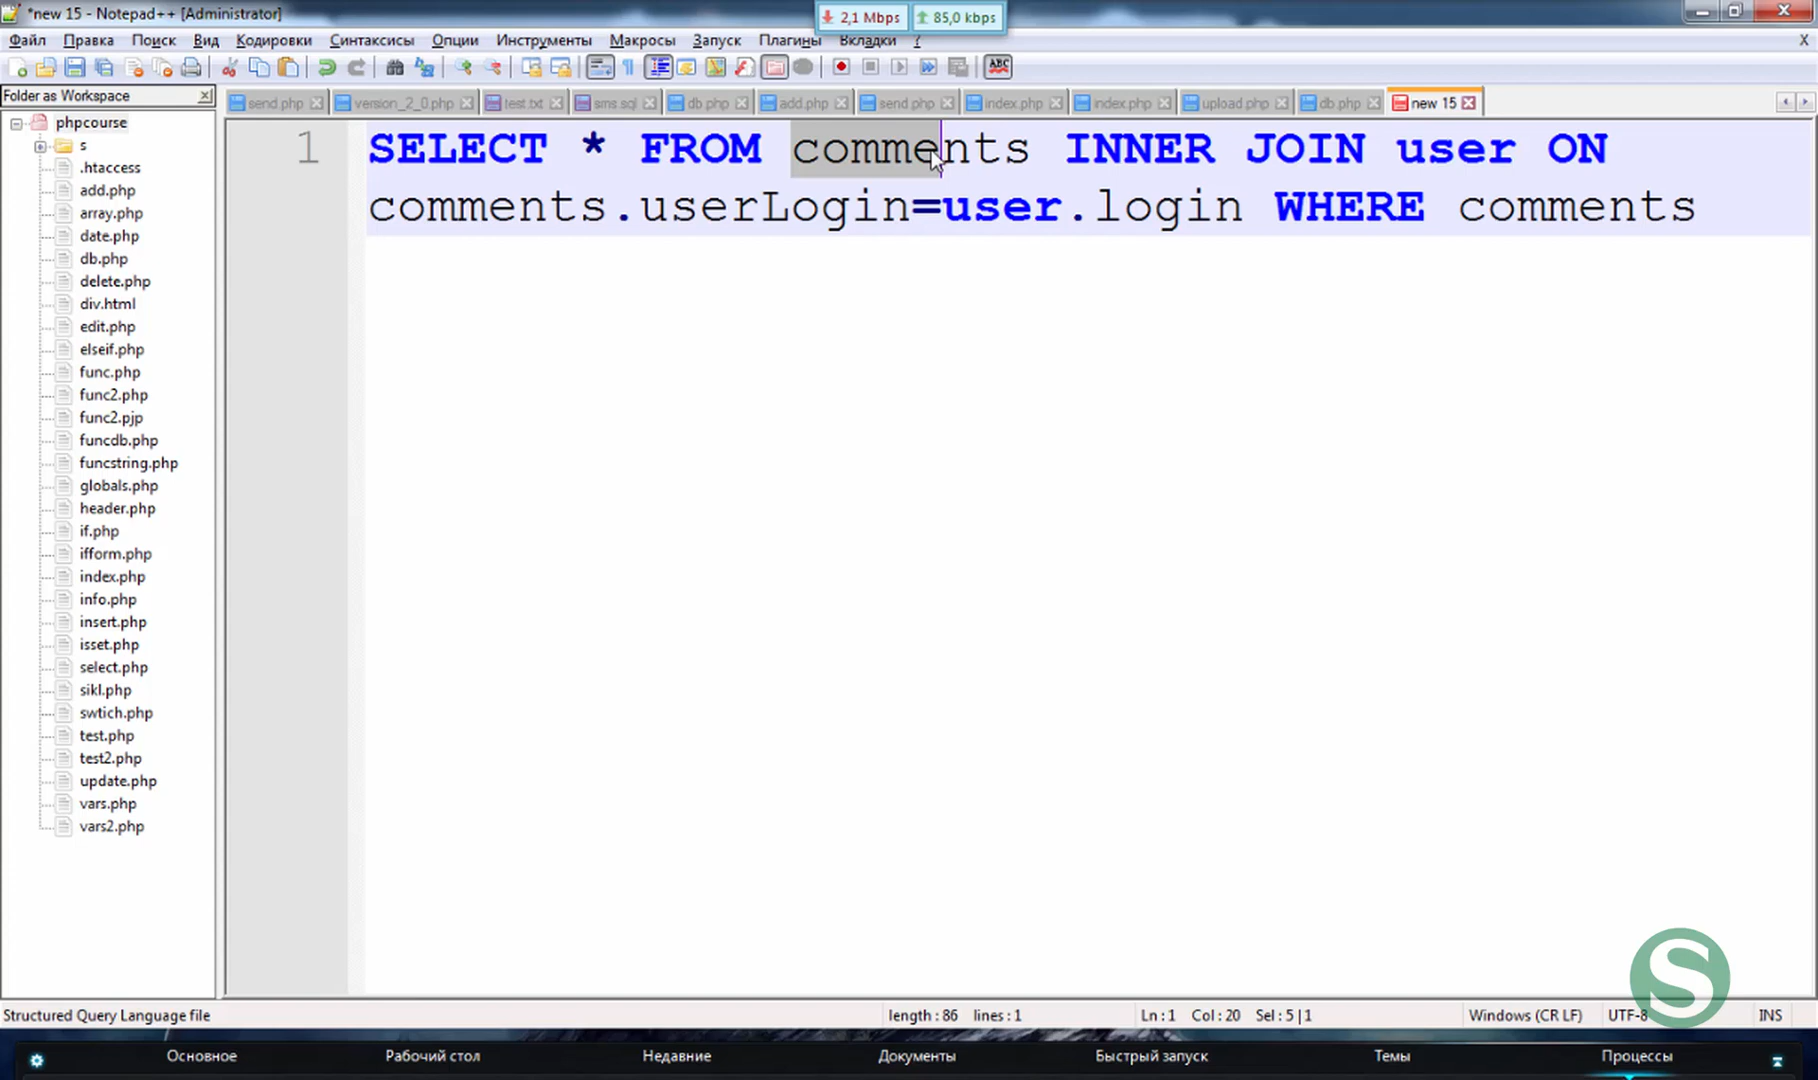 *new 15 - Notepad++ [Administrator]
2,1 Mbps 85,0 kbps
Файл Правка Поиск Вид Кодировки Синтаксисы Опции Инструменты Макросы Запуск Плагины Вкладки ? X
ABC
Folder as Workspace
send.php version_2_0.php test.txt sms.sql db.php add.php send.php index.php index.php upload.php db.php new 15
phpcourse
s
.htaccess
add.php
array.php
date.php
db.php
delete.php
div.html
edit.php
elseif.php
func.php
func2.php
func2.pjp
funcdb.php
funcstring.php
globals.php
header.php
if.php
ifform.php
index.php
info.php
insert.php
isset.php
select.php
sikl.php
swtich.php
test.php
test2.php
update.php
vars.php
vars2.php
1 SELECT * FROM comments INNER JOIN user ON
comments.userLogin=user.login WHERE comments
S
Structured Query Language file length : 86 lines : 1 Ln : 1 Col : 20 Sel : 5 | 1 Windows (CR LF) UTF-8 INS
Основное Рабочий стол Недавние Документы Быстрый запуск Темы Процессы